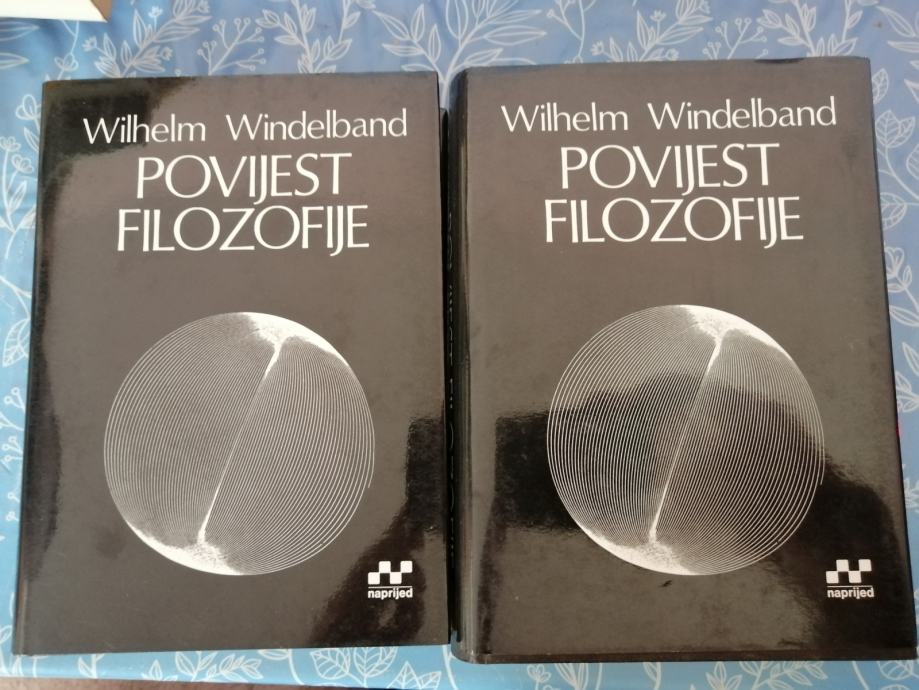 Wilhelm Windelband
POVIJEST
FILOZOFIJE
naprijed
Wilhelm Windelband
POVIJEST
FILOZOFIJE
naprijed